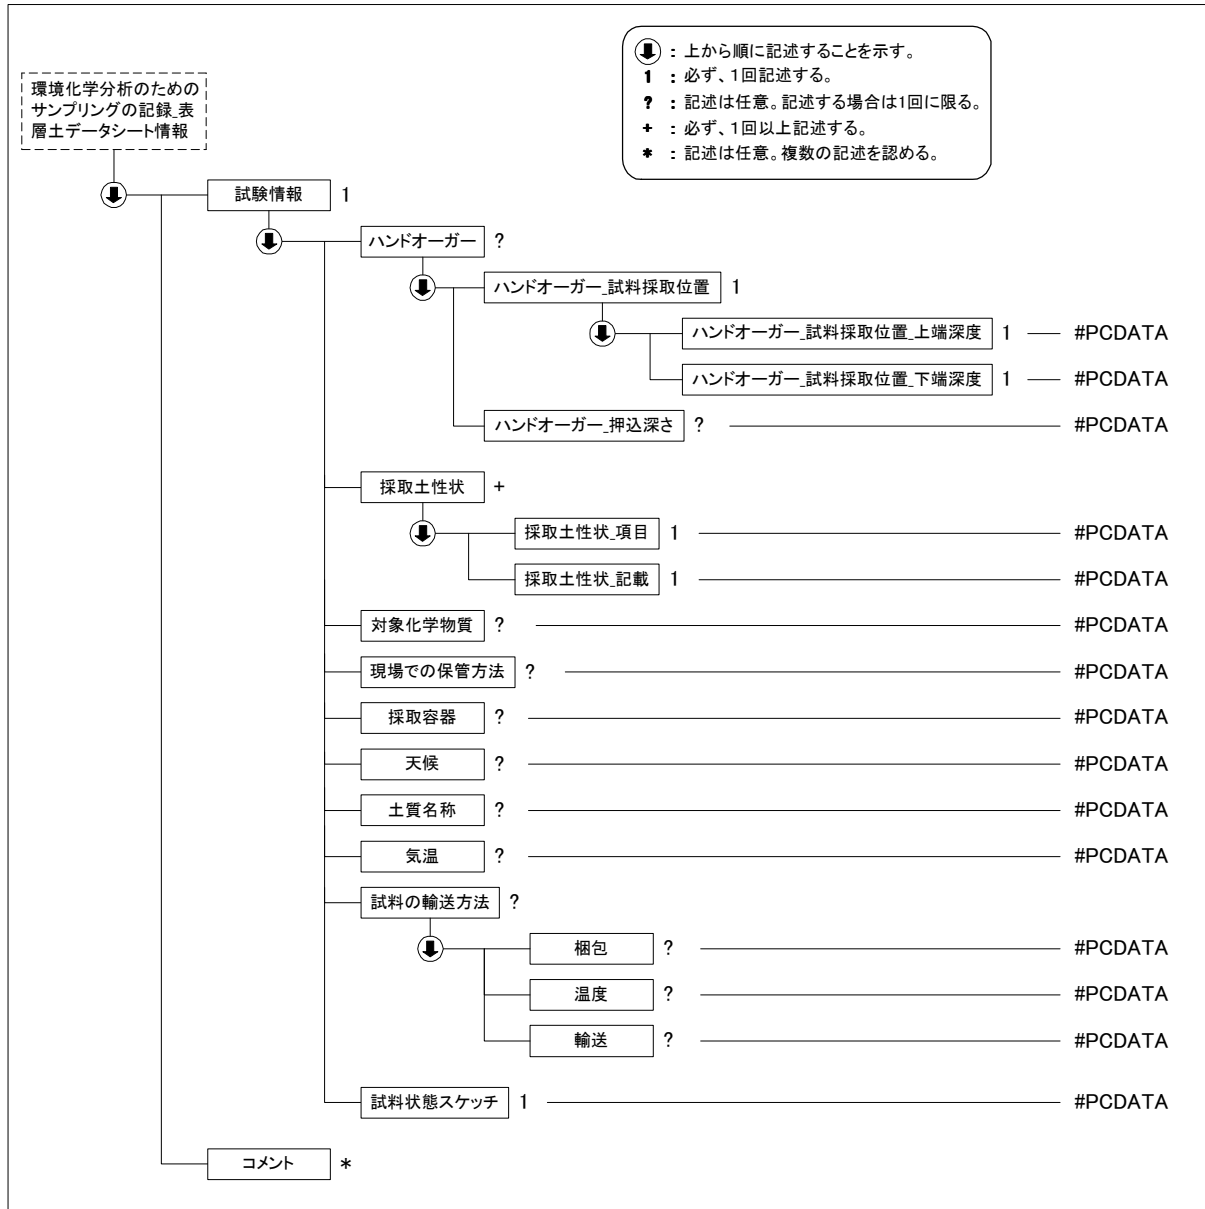 : 上から順に記述することを示す。
1 : 必ず、1回記述する。
? : 記述は任意。記述する場合は1回に限る。
+ : 必ず、1回以上記述する。
* : 記述は任意。複数の記述を認める。
環境化学分析のための
サンプリングの記録_表
層土データシート情報
試験情報 1
ハンドオーガー ?
ハンドオーガー_試料採取位置 1
ハンドオーガー_試料採取位置_上端深度 1 #PCDATA
ハンドオーガー_試料採取位置_下端深度 1 #PCDATA
ハンドオーガー_押込深さ ? #PCDATA
採取土性状 +
採取土性状_項目 1 #PCDATA
採取土性状_記載 1 #PCDATA
対象化学物質 ? #PCDATA
現場での保管方法 ? #PCDATA
採取容器 ? #PCDATA
天候 ? #PCDATA
土質名称 ? #PCDATA
気温 ? #PCDATA
試料の輸送方法 ?
梱包 ? #PCDATA
温度 ? #PCDATA
輸送 ? #PCDATA
試料状態スケッチ 1 #PCDATA
コメント *